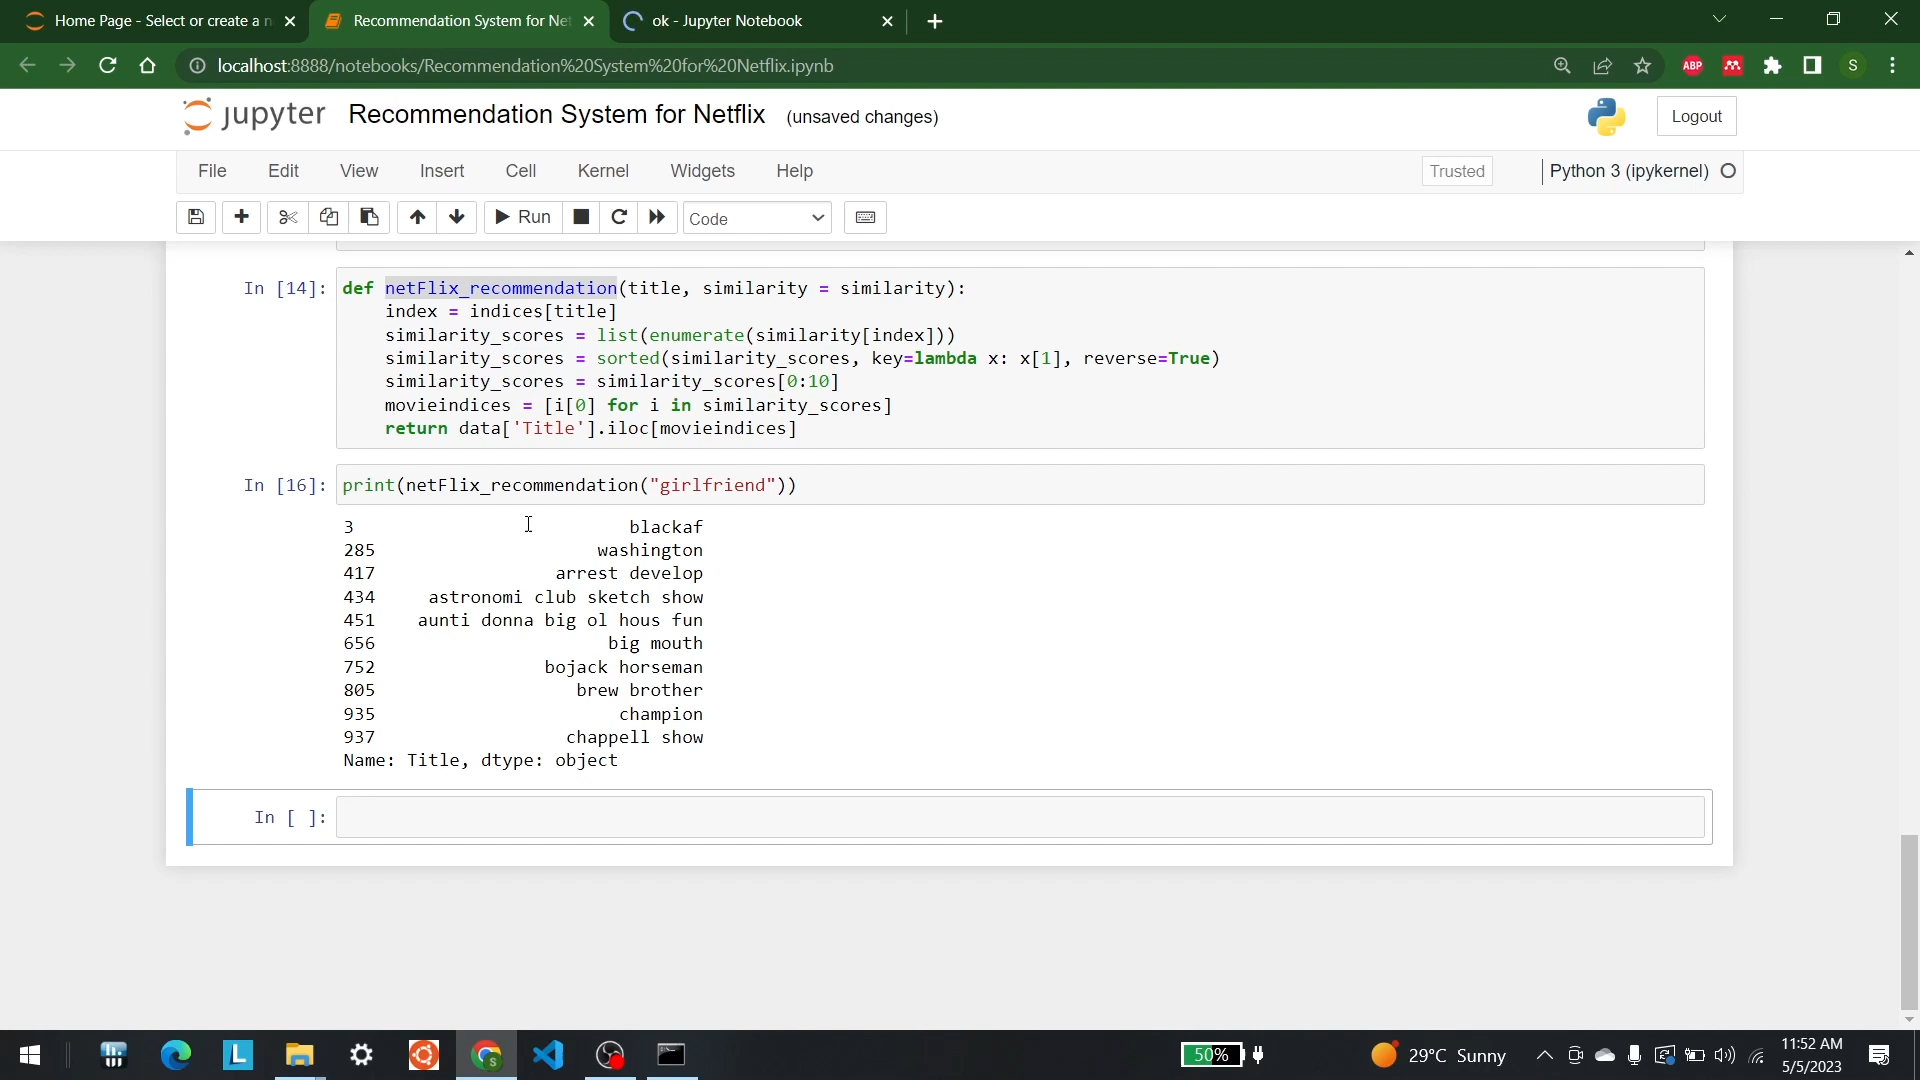 Home Page - Select or create a n
Recommendation System for Net
ok - Jupyter Notebook
localhost:8888/notebooks/Recommendation%20System%20for%20Netflix.ipynb
ABP
S
jupyter Recommendation System for Netflix (unsaved changes)
Logout
File Edit View Insert Cell Kernel Widgets Help
Trusted
Python 3 (ipykernel)
Run
Code
In [14]: def netFlix_recommendation(title, similarity = similarity):
    index = indices[title]
    similarity_scores = list(enumerate(similarity[index]))
    similarity_scores = sorted(similarity_scores, key=lambda x: x[1], reverse=True)
    similarity_scores = similarity_scores[0:10]
    movieindices = [i[0] for i in similarity_scores]
    return data['Title'].iloc[movieindices]
In [16]: print(netFlix_recommendation("girlfriend"))
3 blackaf
285 washington
417 arrest develop
434 astronomi club sketch show
451 aunti donna big ol hous fun
656 big mouth
752 bojack horseman
805 brew brother
935 champion
937 chappell show
Name: Title, dtype: object
In [ ]:
L
S
50%
29°C Sunny
11:52 AM
5/5/2023